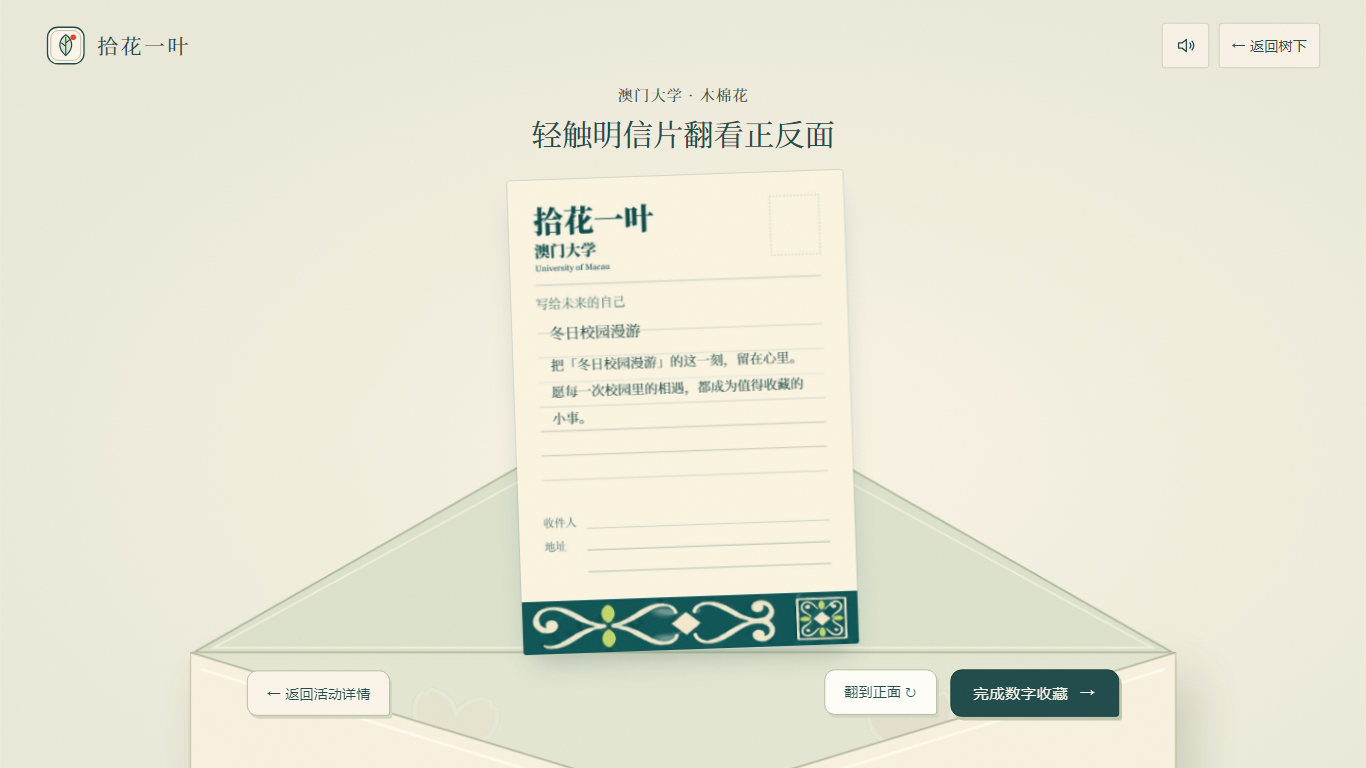 拾花一叶
← 返回树下
澳门大学 · 木棉花
轻触明信片翻看正反面
拾花一叶
澳门大学
University of Macau
写给未来的自己
冬日校园漫游
把「冬日校园漫游」的这一刻，留在心里。
愿每一次校园里的相遇，都成为值得收藏的
小事。
收件人
地址
← 返回活动详情
翻到正面 ↻
完成数字收藏 →